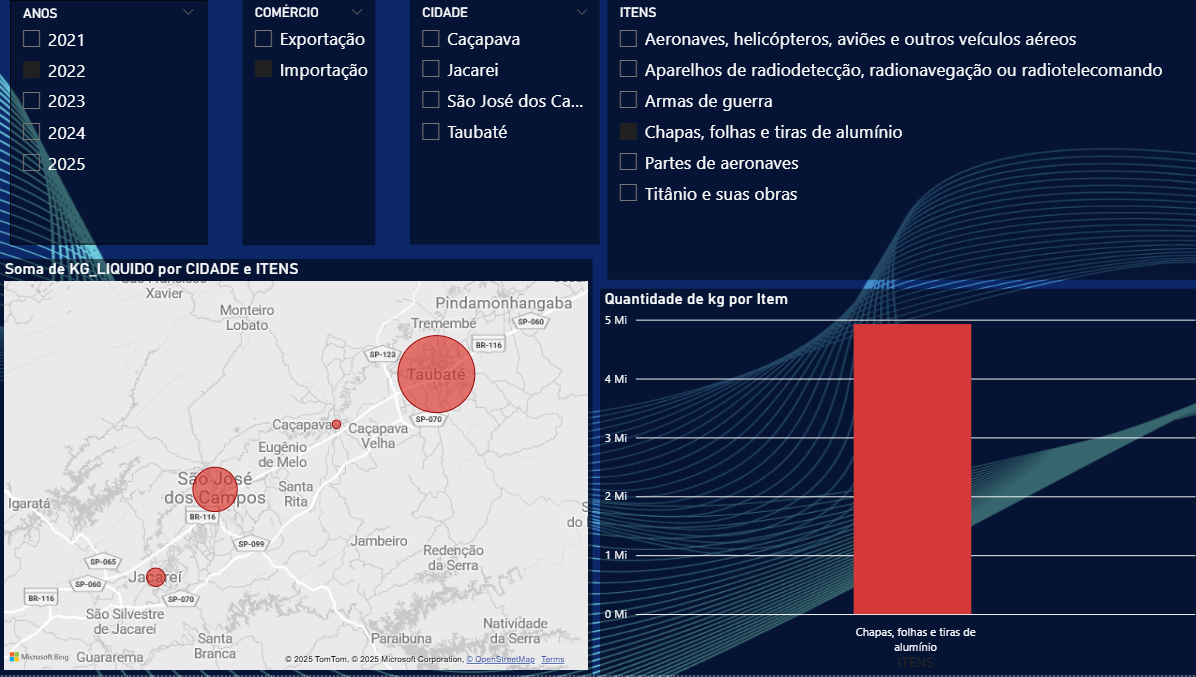 ANOS
2021
2022
2023
2024
2025
COMÉRCIO
Exportação
Importação
CIDADE
Caçapava
Jacarei
São José dos Ca...
Taubaté
ITENS
Aeronaves, helicópteros, aviões e outros veículos aéreos
Aparelhos de radiodetecção, radionavegação ou radiotelecomando
Armas de guerra
Chapas, folhas e tiras de alumínio
Partes de aeronaves
Titânio e suas obras
Soma de KG_LIQUIDO por CIDADE e ITENS
Xavier
Monteiro
Lobato
Pindamonhangaba
SP-060
Tremembé
BR-116
SP-123
Taubaté
SP-070
Caçapava
Caçapava
Velha
Eugênio
de Melo
São José
dos Campos
Santa
Rita
BR-116
Igaratá
SP-099
Jambeiro
Redenção
da Serra
SP-065
Jacareí
SP-060
BR-116
SP-070
São Silvestre
de Jacareí
Santa
Branca
Paraibuna
Natividade
da Serra
Guararema
Microsoft Bing
© 2025 TomTom, © 2025 Microsoft Corporation, © OpenStreetMap Terms
Quantidade de kg por Item
5 Mi
4 Mi
3 Mi
2 Mi
1 Mi
0 Mi
Chapas, folhas e tiras de
alumínio
ITENS